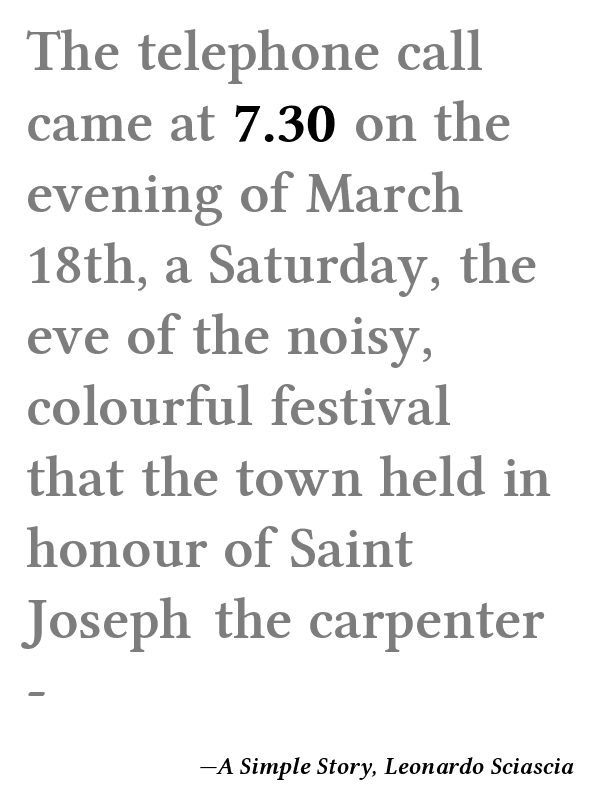 The telephone call
came at 7.30 on the
evening of March
18th, a Saturday, the
eve of the noisy,
colourful festival
that the town held in
honour of Saint
Joseph the carpenter
-
—A Simple Story, Leonardo Sciascia